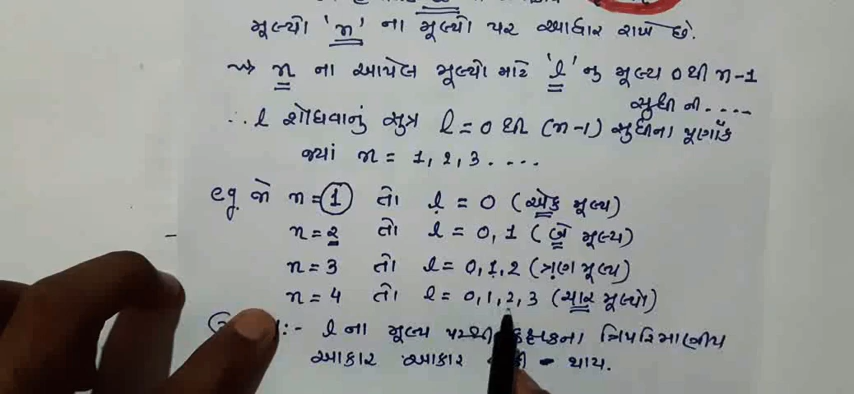 મૂલ્યો 'n' ના મૂલ્યો પર આધાર રાખે છે.
n ના આપેલ મૂલ્યો માટે 'l' નુ મૂલ્ય 0 થી n-1
સુધી ની....
∴ l શોધવાનું સુત્ર l = 0 થી (n-1) સુધીના પૂર્ણાંક
જ્યાં n = 1, 2, 3 ....
eg જો n = 1 તો l = 0 (એક મૂલ્ય)
n = 2 તો l = 0, 1 (બે મૂલ્ય)
n = 3 તો l = 0, 1, 2 (ત્રણ મૂલ્ય)
n = 4 તો l = 0, 1, 2, 3 (ચાર મૂલ્યો)
:- l ના મૂલ્ય પરથી કક્ષકના ત્રિપરિમાણીય
આકાર આકાર થાય.